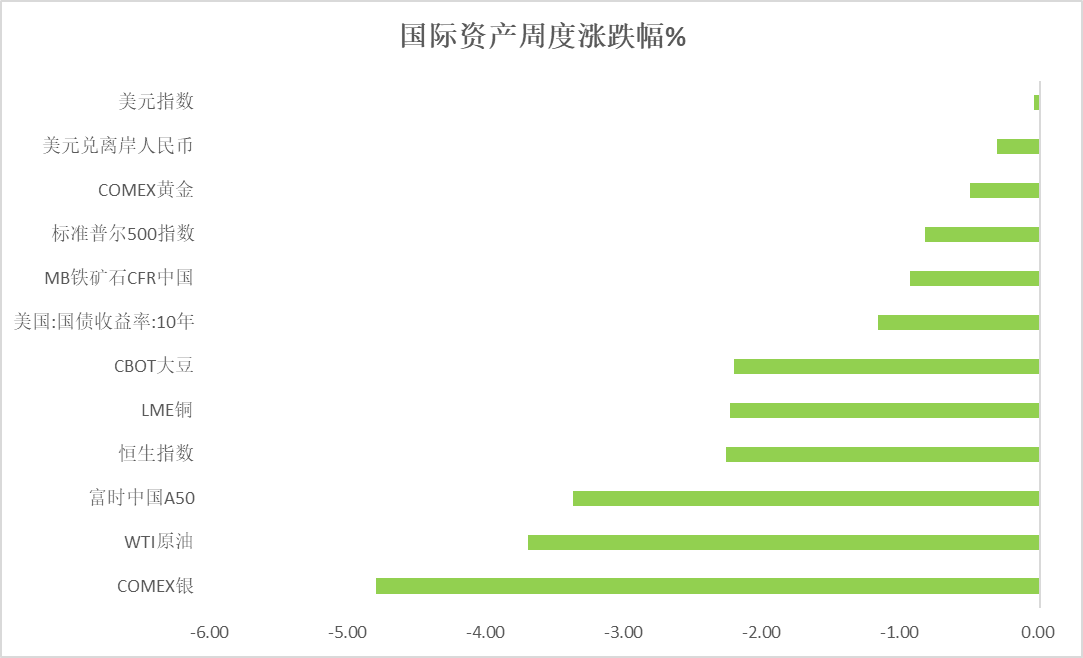 国际资产周度涨跌幅%
美元指数
美元兑离岸人民币
COMEX黄金
标准普尔500指数
MB铁矿石CFR中国
美国:国债收益率:10年
CBOT大豆
LME铜
恒生指数
富时中国A50
WTI原油
COMEX银
-6.00 -5.00 -4.00 -3.00 -2.00 -1.00 0.00